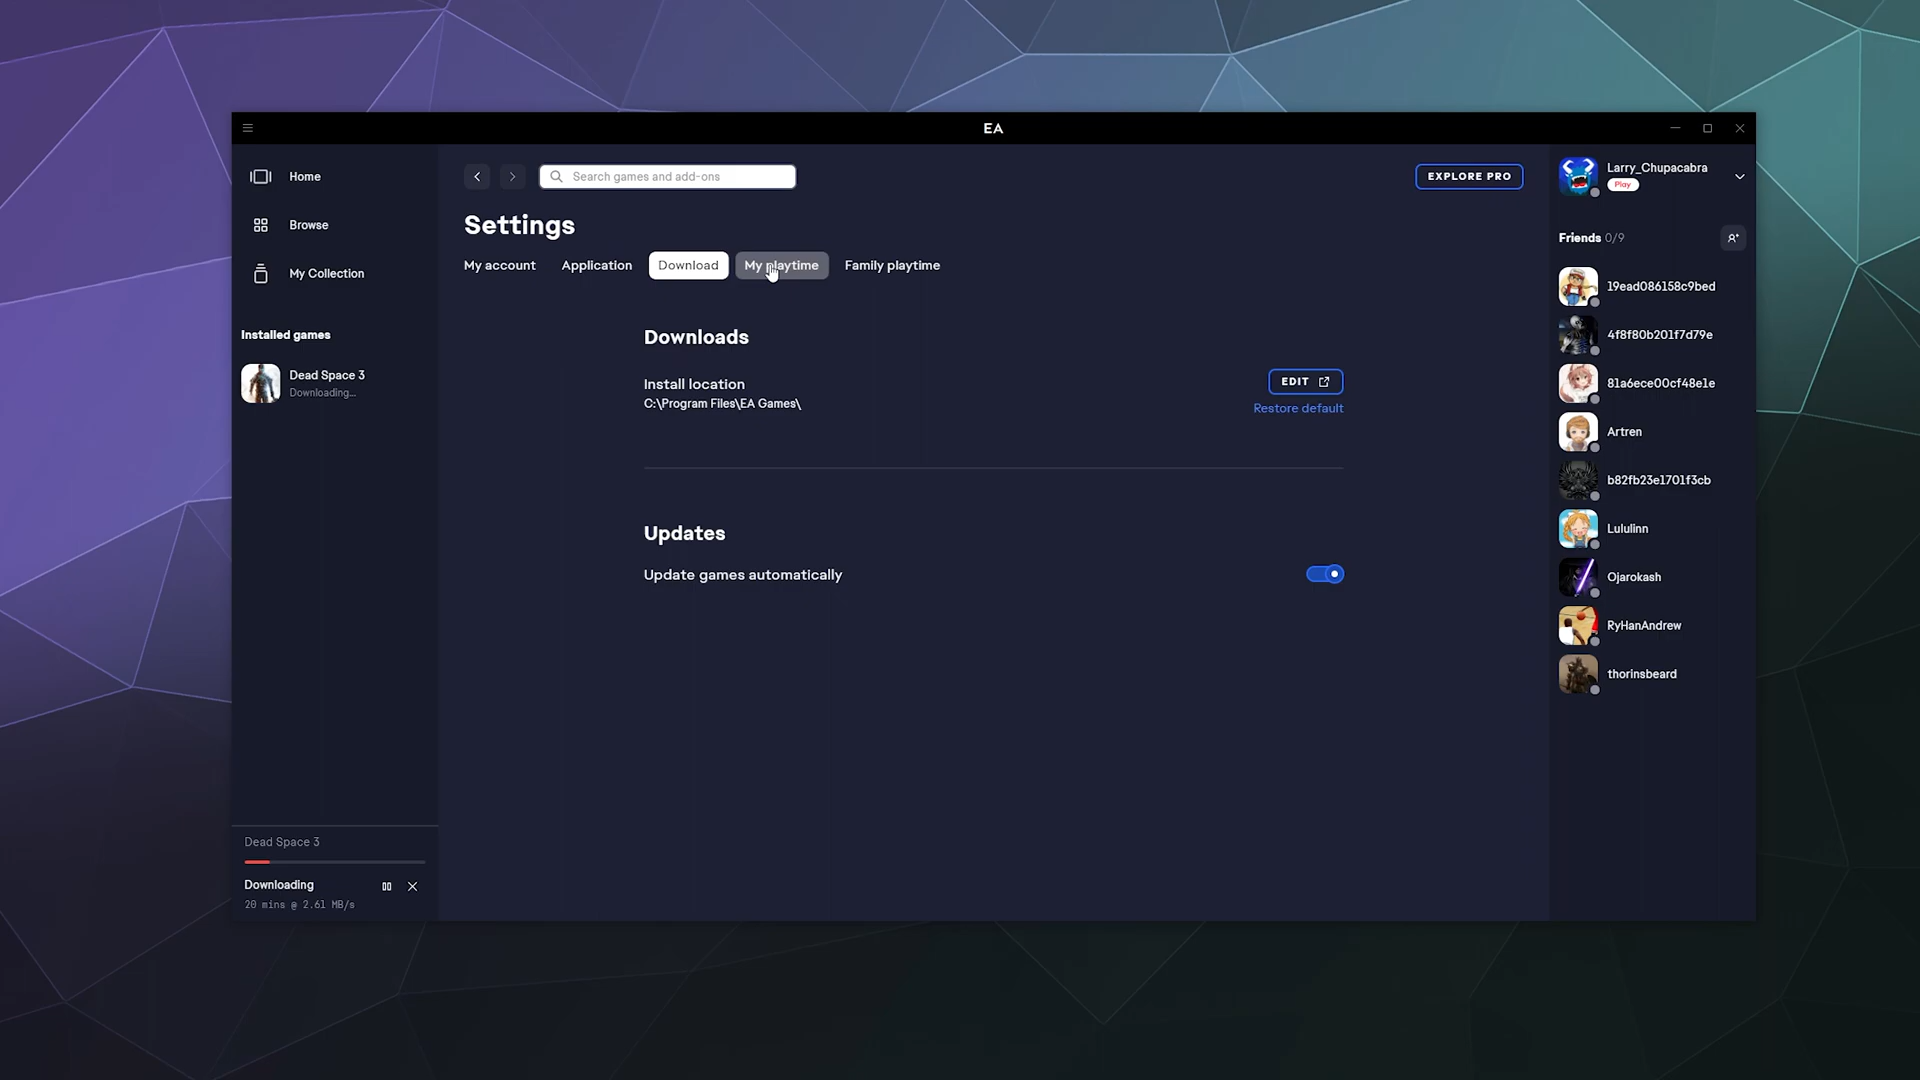 EA
Home
Browse
My Collection
Installed games
Dead Space 3
Downloading...
Dead Space 3
Downloading
20 mins @ 2.61 MB/s
Search games and add-ons
EXPLORE PRO
Settings
My account
Application
Download
My playtime
Family playtime
Downloads
Install location
C:\Program Files\EA Games\
EDIT
Restore default
Updates
Update games automatically
Larry_Chupacabra
Play
Friends 0/9
19ead086158c9bed
4f8f80b201f7d79e
81a6ece00cf48e1e
Artren
b82fb23e1701f3cb
Lululinn
Ojarokash
RyHanAndrew
thorinsbeard